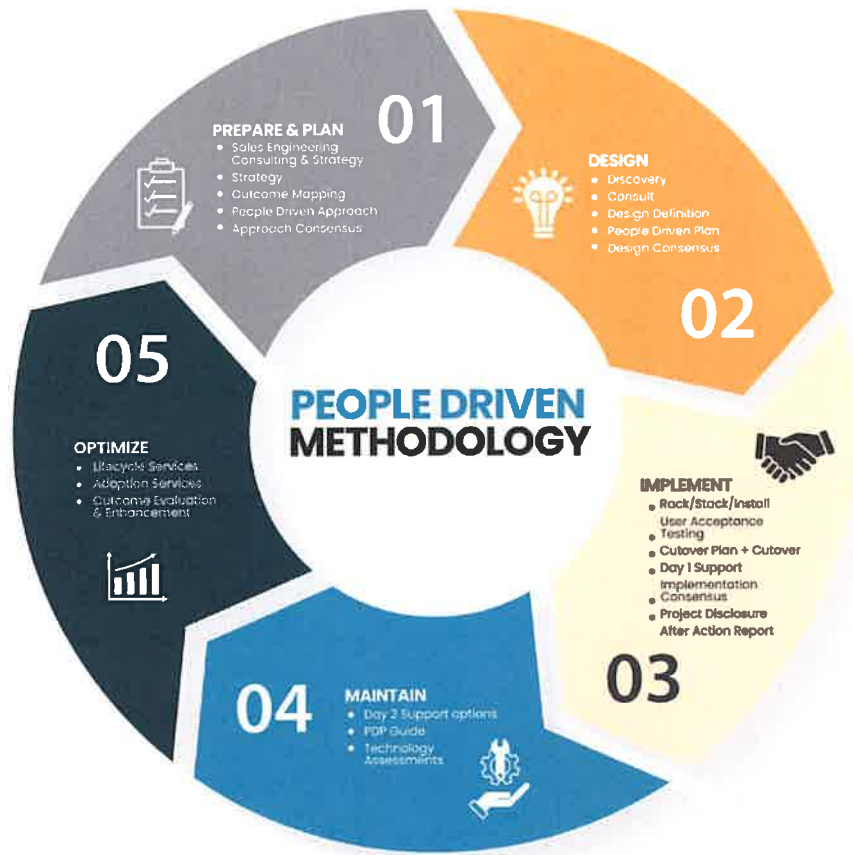 PREPARE & PLAN
01
Sales Engineering
Consulting & Strategy
Strategy
Outcome Mapping
People Driven Approach
Approach Consensus
DESIGN
Discovery
Consult
Design Definition
People Driven Plan
Design Consensus
02
PEOPLE DRIVEN
METHODOLOGY
IMPLEMENT
Rack/Stack/Install
User Acceptance
Testing
Cutover Plan + Cutover
Day 1 Support
Implementation
Consensus
Project Disclosure
After Action Report
03
04
MAINTAIN
Day 2 Support options
PDP Guide
Technology
Assessments
05
OPTIMIZE
Lifecycle Services
Adoption Services
Outcome Evaluation
& Enhancement